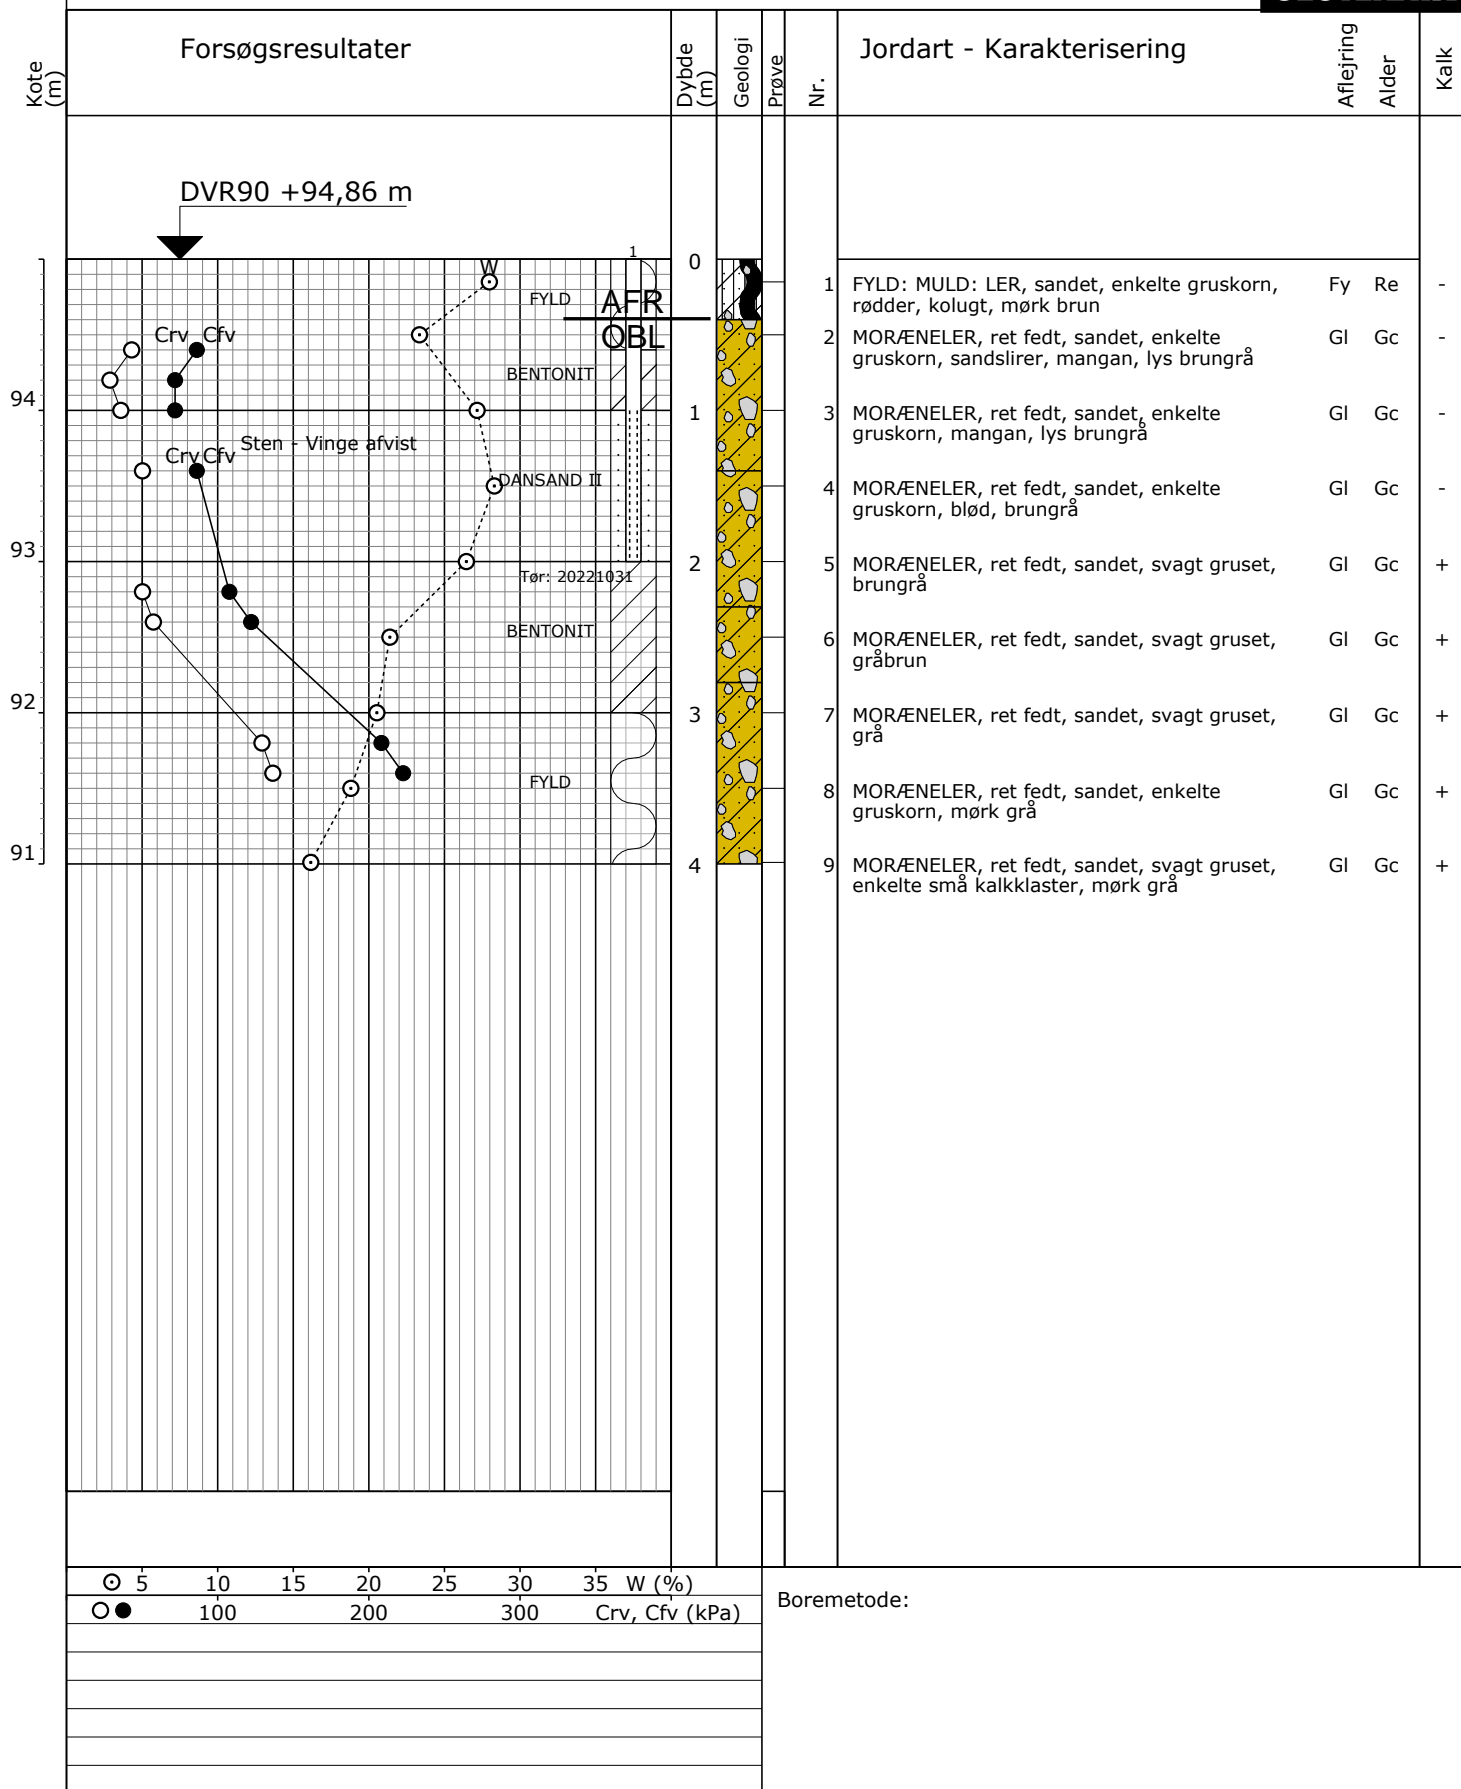 Forsøgsresultater
Kote (m)
Dybde (m)
Geologi
Prøve
Nr.
Jordart - Karakterisering
Aflejring
Alder
Kalk
DVR90 +94,86 m
1
W
0
FYLD
AFR
1 FYLD: MULD: LER, sandet, enkelte gruskorn, Fy Re -
rødder, kolugt, mørk brun
Crv Cfv
OBL
2 MORÆNELER, ret fedt, sandet, enkelte Gl Gc -
gruskorn, sandslirer, mangan, lys brungrå
BENTONIT
94
1
3 MORÆNELER, ret fedt, sandet, enkelte Gl Gc -
gruskorn, mangan, lys brungrå
Sten - Vinge afvist
Crv Cfv
DANSAND II
4 MORÆNELER, ret fedt, sandet, enkelte Gl Gc -
gruskorn, blød, brungrå
93
2
5 MORÆNELER, ret fedt, sandet, svagt gruset, Gl Gc +
brungrå
Tør: 20221031
BENTONIT
6 MORÆNELER, ret fedt, sandet, svagt gruset, Gl Gc +
gråbrun
92
3
7 MORÆNELER, ret fedt, sandet, svagt gruset, Gl Gc +
grå
FYLD
8 MORÆNELER, ret fedt, sandet, enkelte Gl Gc +
gruskorn, mørk grå
91
4
9 MORÆNELER, ret fedt, sandet, svagt gruset, Gl Gc +
enkelte små kalkklaster, mørk grå
5 10 15 20 25 30 35 W (%)
100 200 300 Crv, Cfv (kPa)
Boremetode: